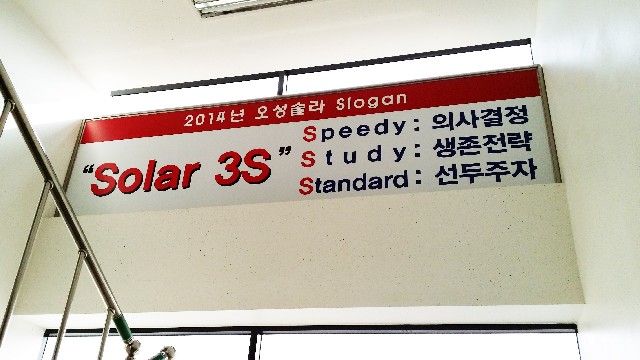 2014년 오성솔라 Slogan
"Solar 3S"
Speedy : 의사결정
Study : 생존전략
Standard : 선두주자